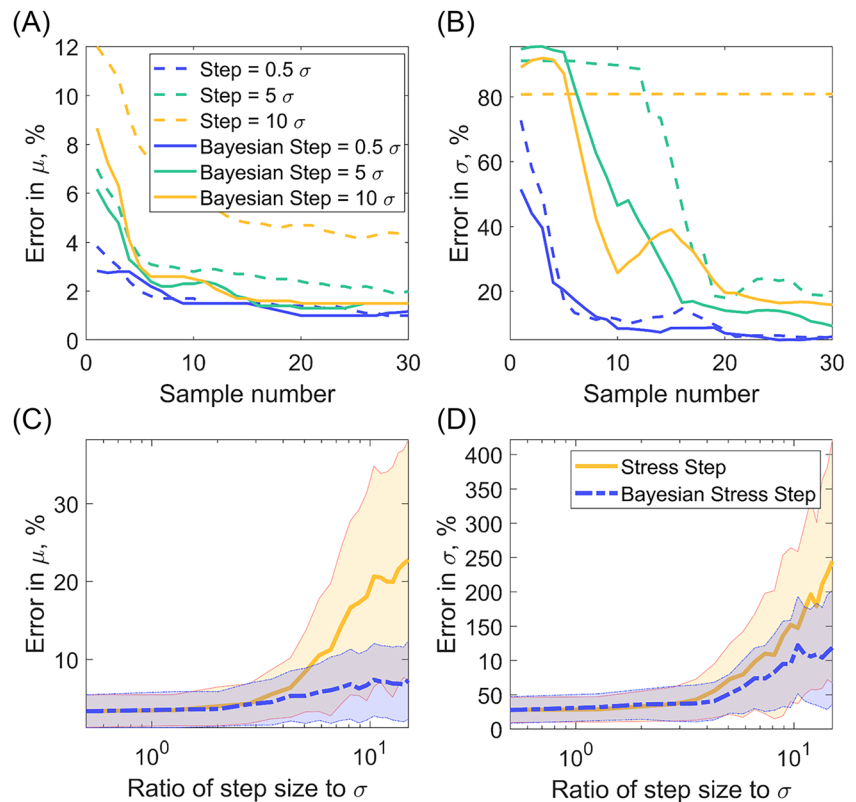 (A)
12
10
8
6
4
2
0
Error in μ, %
Step = 0.5 σ
Step = 5 σ
Step = 10 σ
Bayesian Step = 0.5 σ
Bayesian Step = 5 σ
Bayesian Step = 10 σ
0 10 20 30
Sample number
(B)
80
60
40
20
Error in σ, %
0 10 20 30
Sample number
(C)
30
20
10
Error in μ, %
10⁰ 10¹
Ratio of step size to σ
(D)
400
350
300
250
200
150
100
50
0
Error in σ, %
Stress Step
Bayesian Stress Step
10⁰ 10¹
Ratio of step size to σ